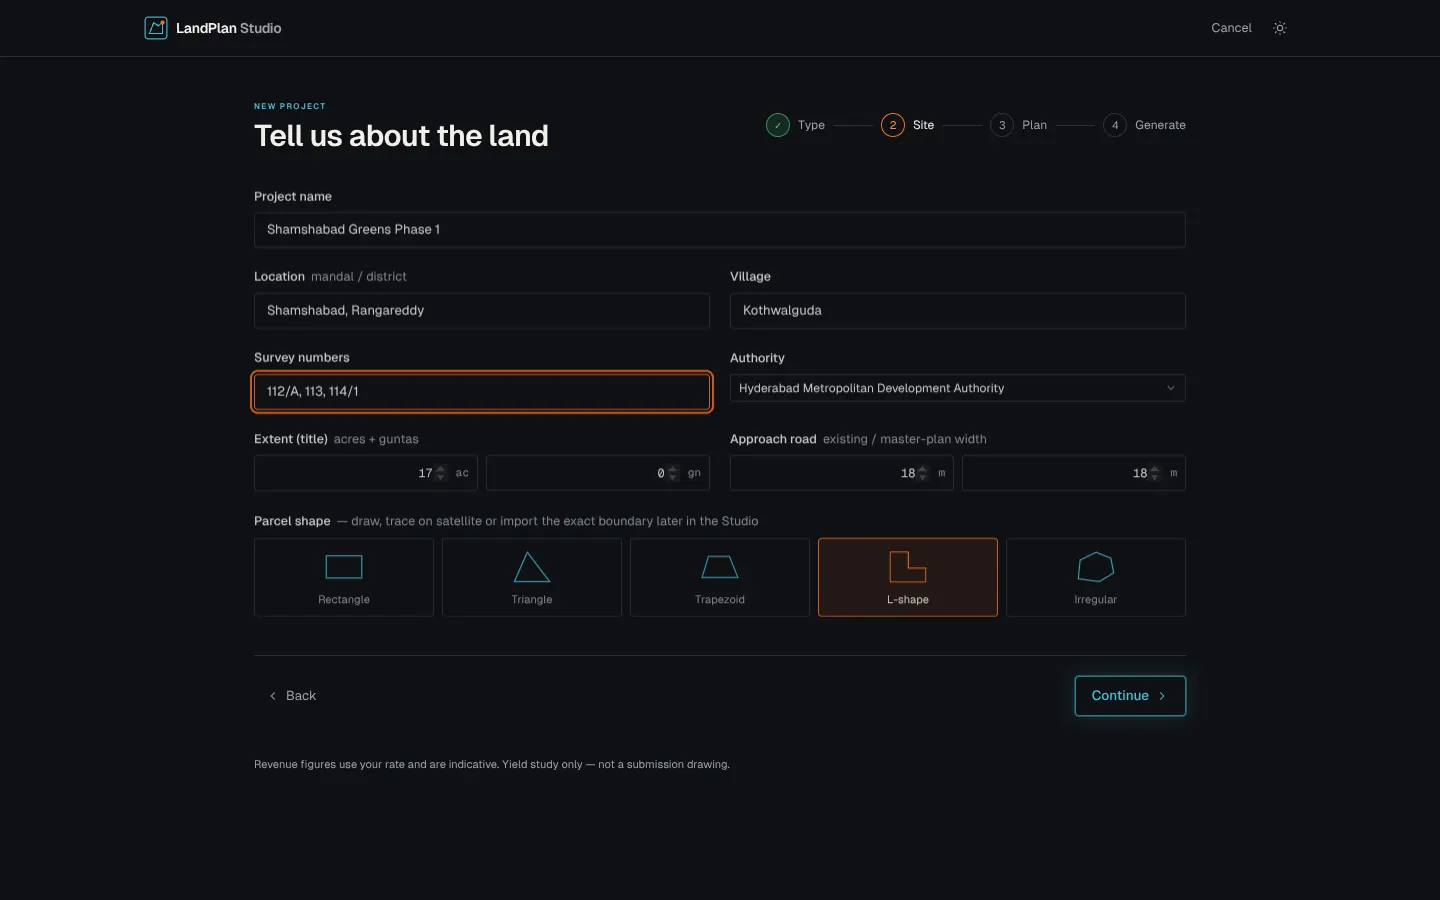 LandPlan Studio
Cancel
NEW PROJECT
Tell us about the land
✓ Type
2 Site
3 Plan
4 Generate
Project name
Shamshabad Greens Phase 1
Location mandal / district
Village
Shamshabad, Rangareddy
Kothwalguda
Survey numbers
Authority
112/A, 113, 114/1
Hyderabad Metropolitan Development Authority
Extent (title) acres + guntas
Approach road existing / master-plan width
17 ac
0 gn
18 m
18 m
Parcel shape — draw, trace on satellite or import the exact boundary later in the Studio
Rectangle
Triangle
Trapezoid
L-shape
Irregular
Back
Continue
Revenue figures use your rate and are indicative. Yield study only — not a submission drawing.